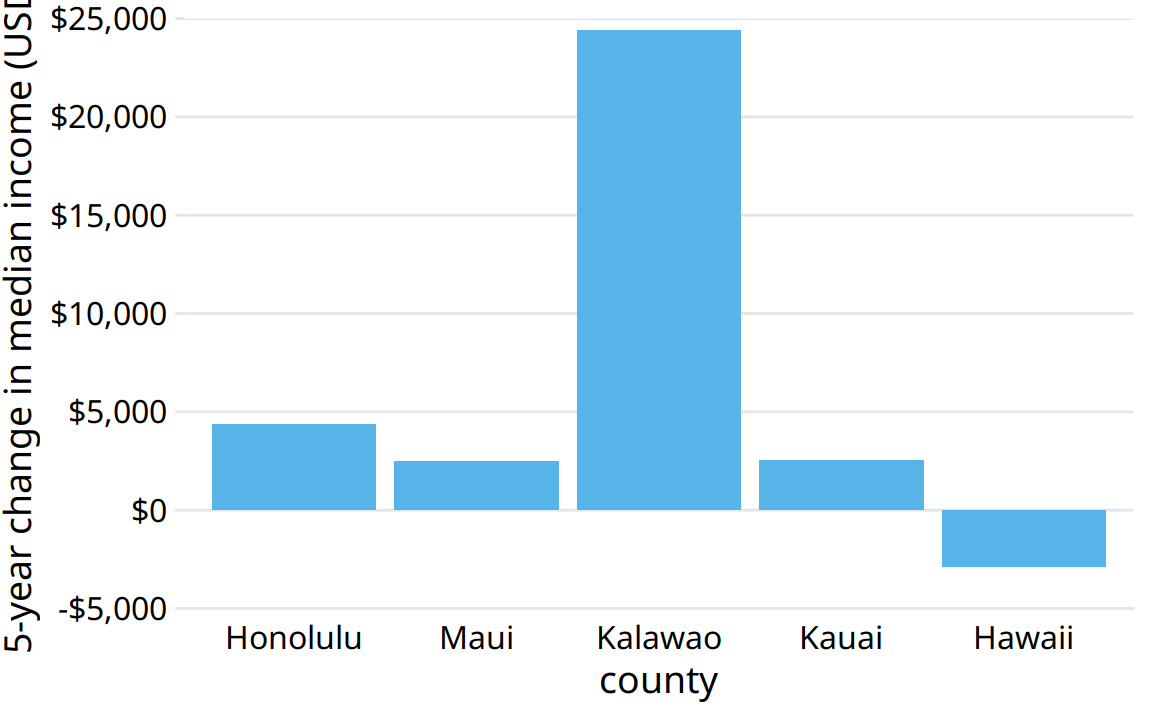 5-year change in median income (USD
$25,000
$20,000
$15,000
$10,000
$5,000
$0
-$5,000
Honolulu Maui Kalawao Kauai Hawaii
county